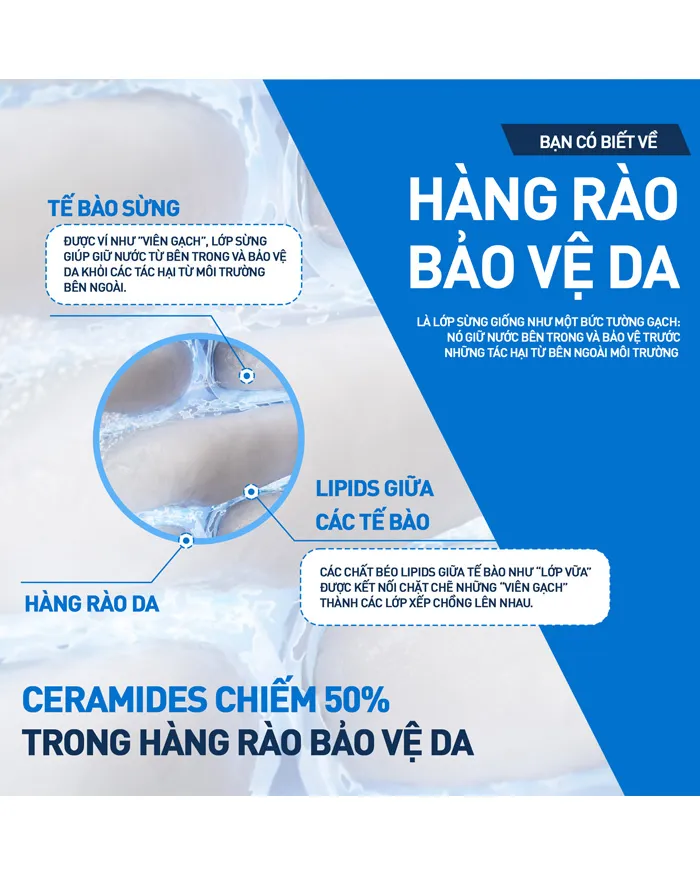 BẠN CÓ BIẾT VỀ
HÀNG RÀO
BẢO VỆ DA
LÀ LỚP SỪNG GIỐNG NHƯ MỘT BỨC TƯỜNG GẠCH:
NÓ GIỮ NƯỚC BÊN TRONG VÀ BẢO VỆ TRƯỚC
NHỮNG TÁC HẠI TỪ BÊN NGOÀI MÔI TRƯỜNG
TẾ BÀO SỪNG
ĐƯỢC VÍ NHƯ "VIÊN GẠCH", LỚP SỪNG
GIÚP GIỮ NƯỚC TỪ BÊN TRONG VÀ BẢO VỆ
DA KHỎI CÁC TÁC HẠI TỪ MÔI TRƯỜNG
BÊN NGOÀI.
LIPIDS GIỮA
CÁC TẾ BÀO
CÁC CHẤT BÉO LIPIDS GIỮA TẾ BÀO NHƯ "LỚP VỮA"
ĐƯỢC KẾT NỐI CHẶT CHẼ NHỮNG "VIÊN GẠCH"
THÀNH CÁC LỚP XẾP CHỒNG LÊN NHAU.
HÀNG RÀO DA
CERAMIDES CHIẾM 50%
TRONG HÀNG RÀO BẢO VỆ DA